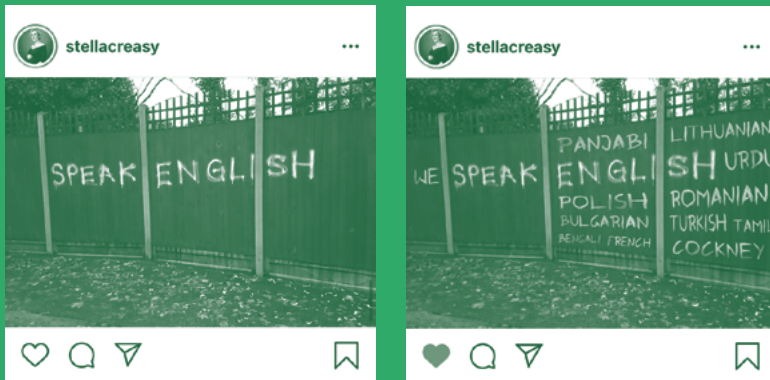 stellacreasy
SPEAK ENGLISH
stellacreasy
PANJABI
LITHUANIAN
WE SPEAK ENGLISH URDU
POLISH
ROMANIAN
BULGARIAN
TURKISH TAMIL
BENGALI FRENCH
COCKNEY